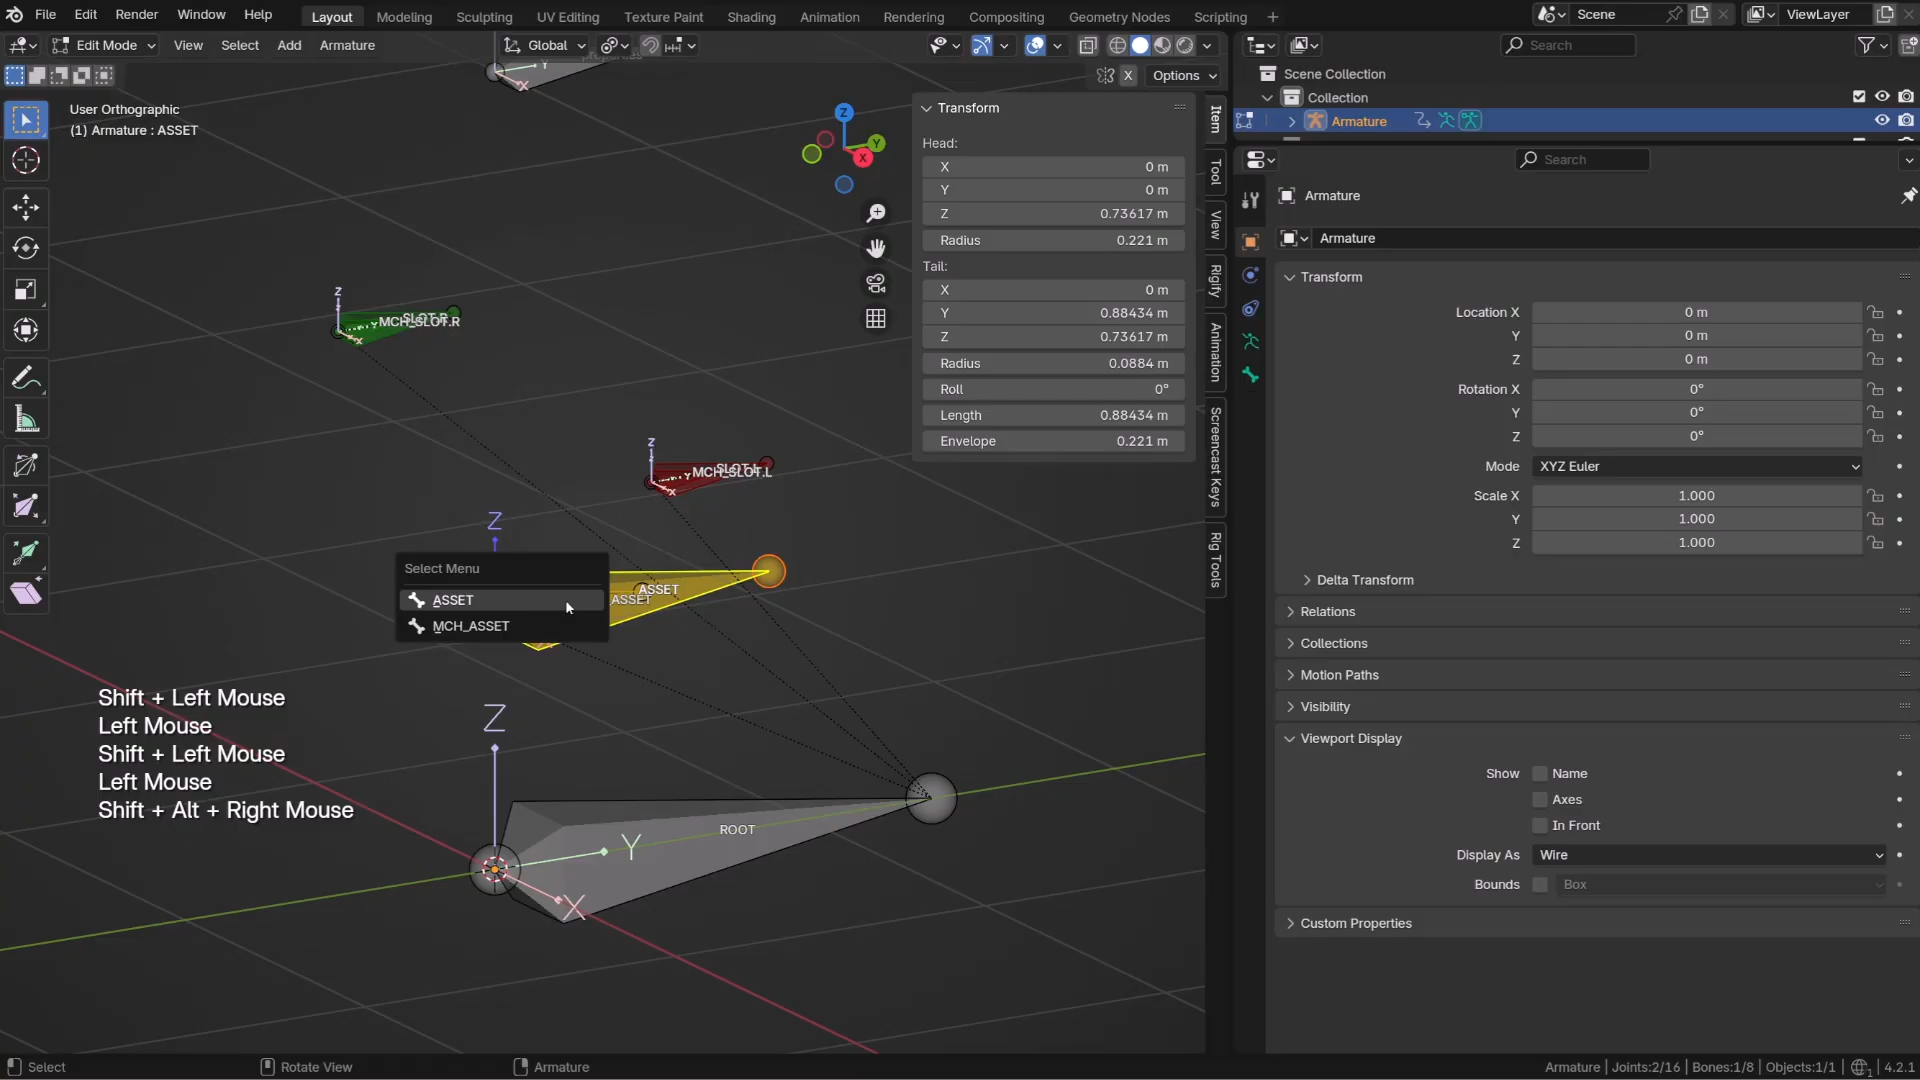 File Edit Render Window Help Layout Modeling Sculpting UV Editing Texture Paint Shading Animation Rendering Compositing Geometry Nodes Scripting + Scene ViewLayer
Edit Mode View Select Add Armature Global Search
X Options
User Orthographic
(1) Armature : ASSET
Scene Collection
Collection
Armature
Search
Armature
Armature
Transform
Head:
X 0 m
Y 0 m
Z 0.73617 m
Radius 0.221 m
Tail:
X 0 m
Y 0.88434 m
Z 0.73617 m
Radius 0.0884 m
Roll 0°
Length 0.88434 m
Envelope 0.221 m
Item
Tool
View
Rigify
Animation
Screencast Keys
Rig Tools
Z
Y
X
Y
X
Z
MCH_SLOT.R
SLOT.R
X
Z
MCH_SLOT.L
SLOT.L
X
Z
ASSET
ASSET
Select Menu
ASSET
MCH_ASSET
Z
Y
X
ROOT
Shift + Left Mouse
Left Mouse
Shift + Left Mouse
Left Mouse
Shift + Alt + Right Mouse
Transform
Location X 0 m
Y 0 m
Z 0 m
Rotation X 0°
Y 0°
Z 0°
Mode XYZ Euler
Scale X 1.000
Y 1.000
Z 1.000
Delta Transform
Relations
Collections
Motion Paths
Visibility
Viewport Display
Show Name
Axes
In Front
Display As Wire
Bounds Box
Custom Properties
Select Rotate View Armature Armature | Joints:2/16 | Bones:1/8 | Objects:1/1 | 1 4.2.1